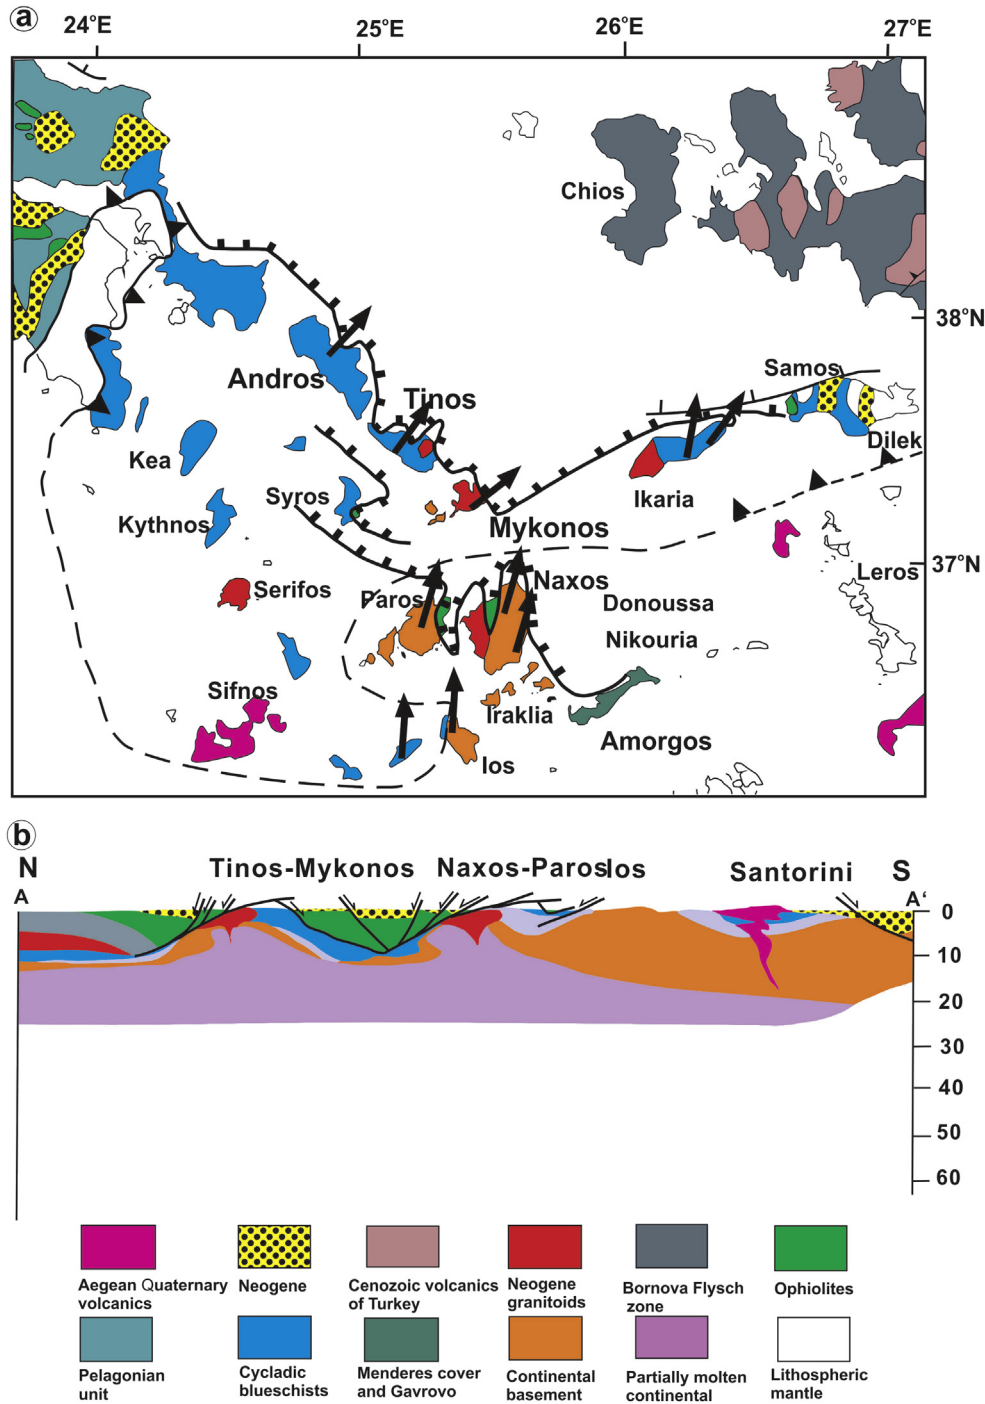 a
24°E 25°E 26°E 27°E
Chios
38°N
Samos
Andros
Tinos
Dilek
Kea
Ikaria
Syros
Kythnos
Mykonos
37°N
Leros
Naxos
Serifos
Paros
Donoussa
Nikouria
Sifnos
Iraklia
Amorgos
Ios
b
N Tinos-Mykonos Naxos-Paros Ios Santorini S
A A'
0
10
20
30
40
50
60
Aegean Quaternary
volcanics
Neogene
Cenozoic volcanics
of Turkey
Neogene
granitoids
Bornova Flysch
zone
Ophiolites
Pelagonian
unit
Cycladic
blueschists
Menderes cover
and Gavrovo
Continental
basement
Partially molten
continental
Lithospheric
mantle